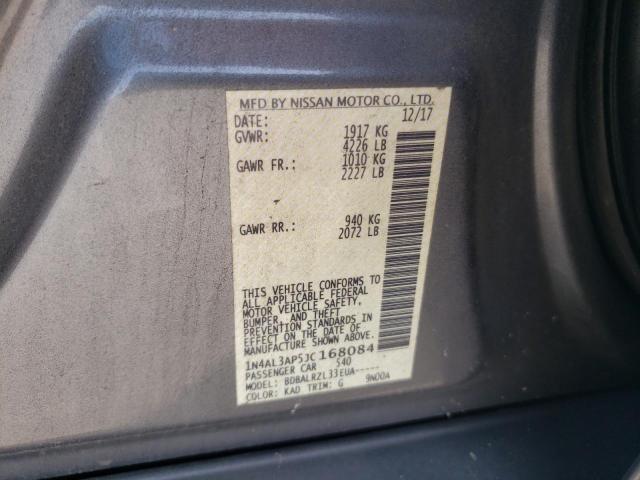 MFD BY NISSAN MOTOR CO., LTD.
DATE: 12/17
GVWR: 1917 KG
4226 LB
GAWR FR.: 1010 KG
2227 LB
GAWR RR.: 940 KG
2072 LB
THIS VEHICLE CONFORMS TO
ALL APPLICABLE FEDERAL
MOTOR VEHICLE SAFETY,
BUMPER, AND THEFT
PREVENTION STANDARDS IN
EFFECT ON THE DATE OF
MANUFACTURE SHOWN ABOVE.
1N4AL3AP5JC168084
PASSENGER CAR 540
MODEL: BDBALRZL33EUA-----
COLOR: KAD TRIM: G 9N00A